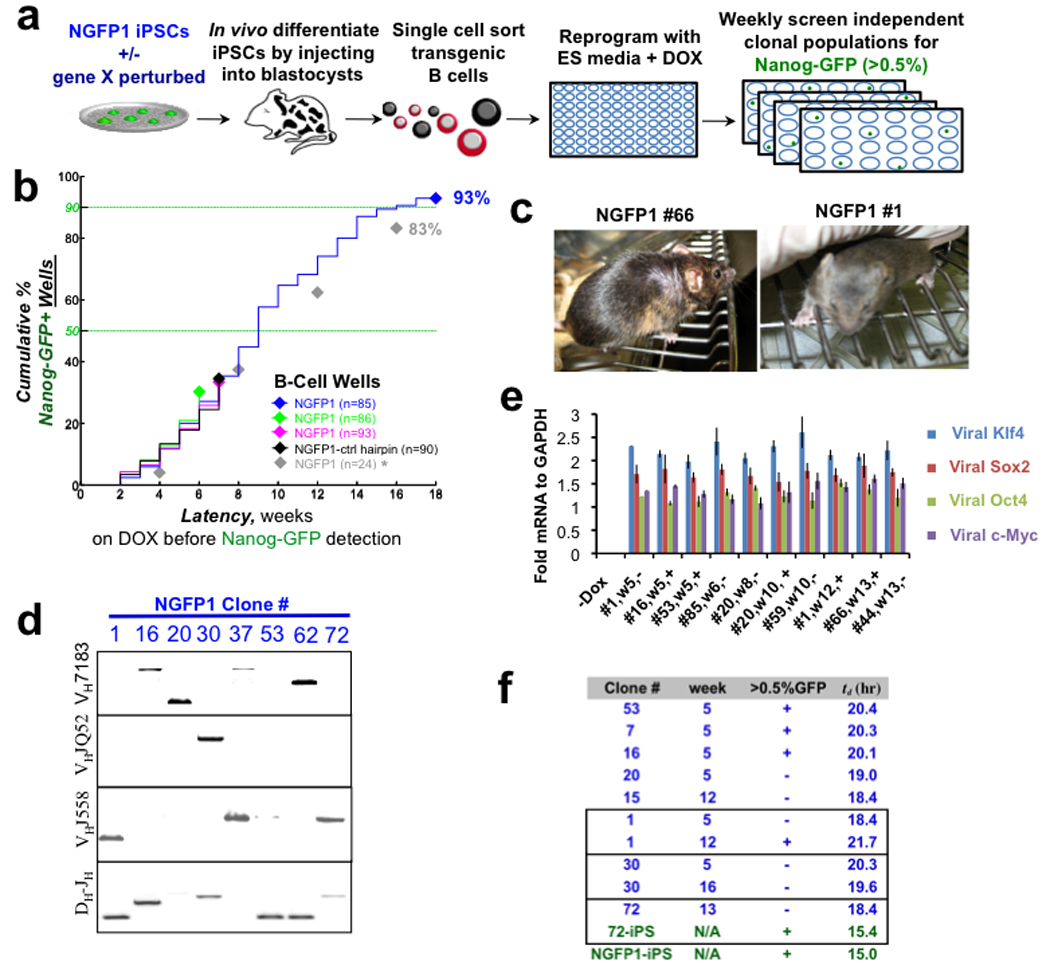 a
NGFP1 iPSCs
+/-
gene X perturbed
In vivo differentiate
iPSCs by injecting
into blastocysts
Single cell sort
transgenic
B cells
Reprogram with
ES media + DOX
Weekly screen independent
clonal populations for
Nanog-GFP (>0.5%)
b
Cumulative %
Nanog-GFP+ Wells
100
90
80
60
50
40
20
0
0 2 4 6 8 10 12 14 16 18
93%
83%
B-Cell Wells
NGFP1 (n=85)
NGFP1 (n=86)
NGFP1 (n=93)
NGFP1-ctrl hairpin (n=90)
NGFP1 (n=24) *
Latency, weeks
on DOX before Nanog-GFP detection
c
NGFP1 #66
NGFP1 #1
d
NGFP1 Clone #
1 16 20 30 37 53 62 72
VH7183
VHJQ52
VHJ558
DH-JH
e
Fold mRNA to GAPDH
3
2.5
2
1.5
1
0.5
0
-Dox
#1,w5,-
#16,w5,+
#53,w5,+
#85,w6,-
#20,w8,-
#20,w10,+
#59,w10,-
#1,w12,+
#66,w13,+
#44,w13,-
Viral Klf4
Viral Sox2
Viral Oct4
Viral c-Myc
f
Clone # week >0.5%GFP td (hr)
53 5 + 20.4
7 5 + 20.3
16 5 + 20.1
20 5 - 19.0
15 12 - 18.4
1 5 - 18.4
1 12 + 21.7
30 5 - 20.3
30 16 - 19.6
72 13 - 18.4
72-iPS N/A + 15.4
NGFP1-iPS N/A + 15.0